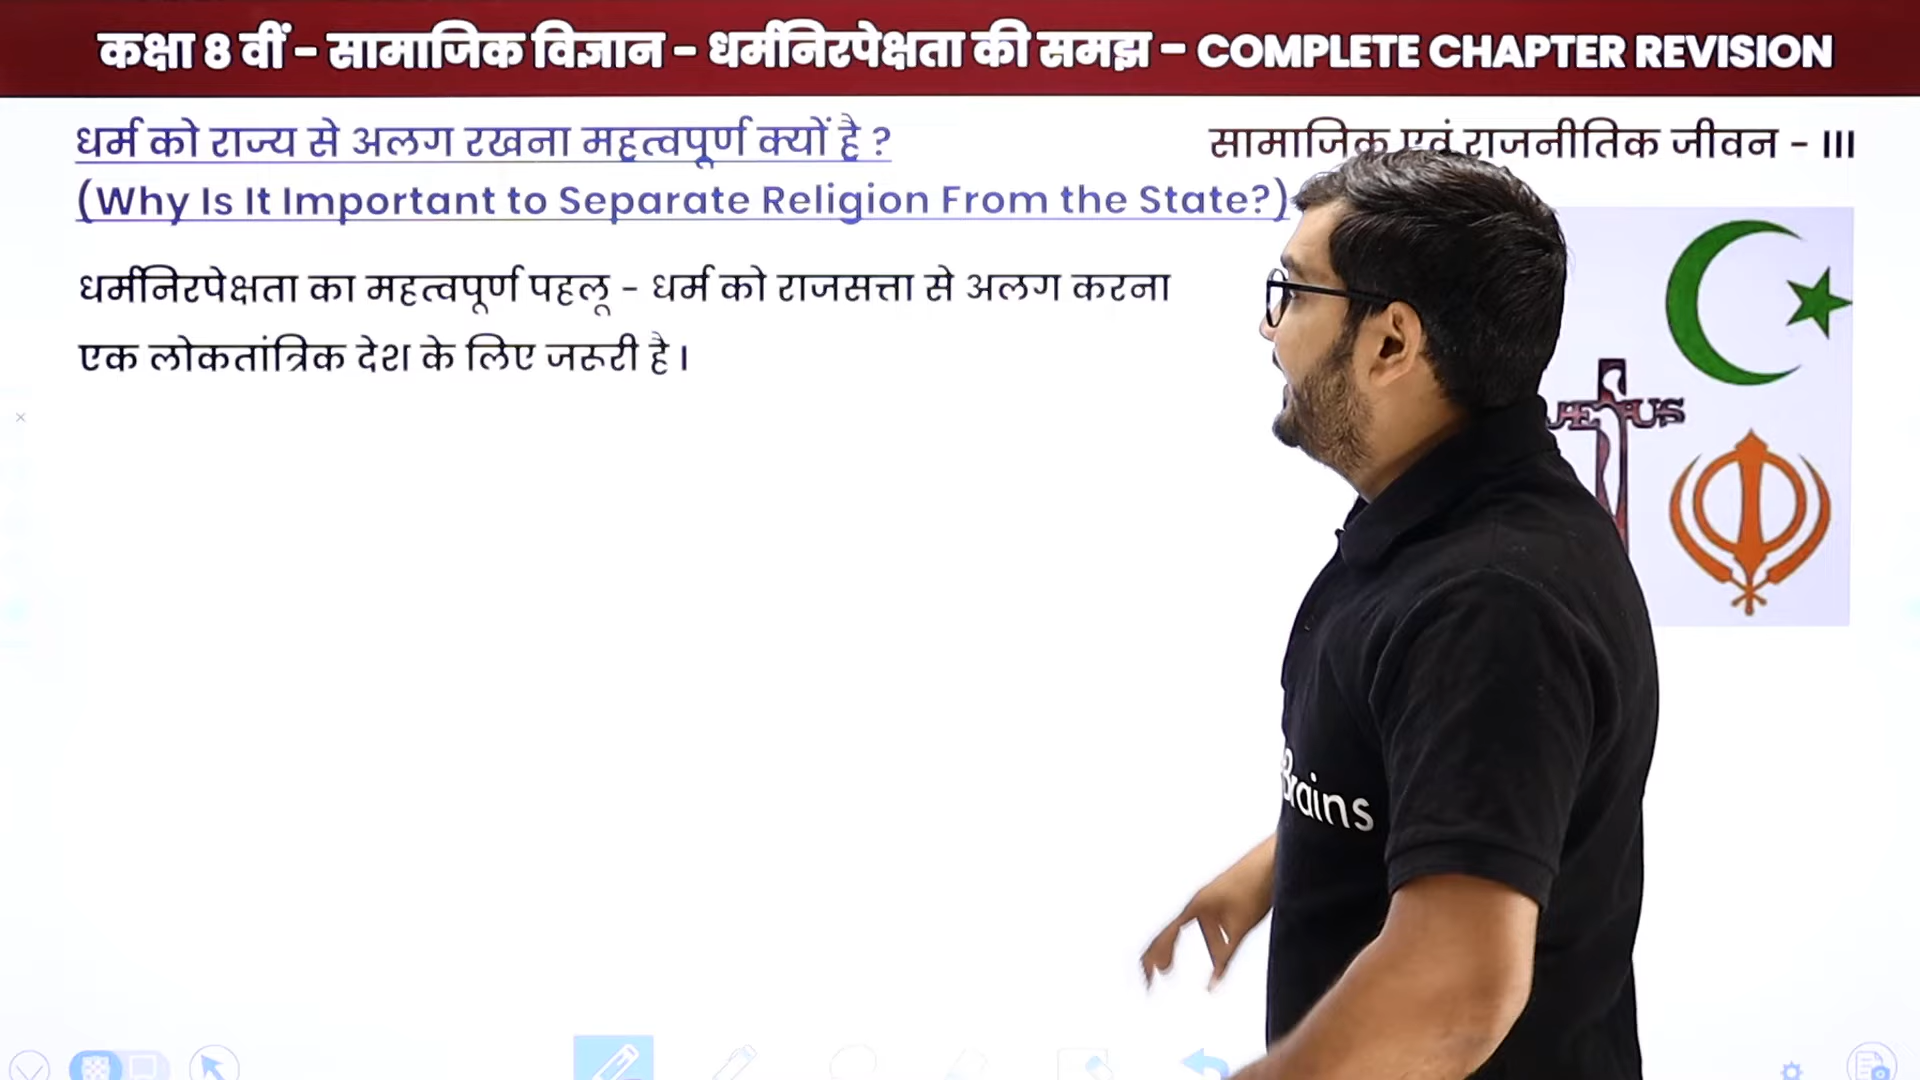 कक्षा 8 वीं - सामाजिक विज्ञान - धर्मनिरपेक्षता की समझ - COMPLETE CHAPTER REVISION
धर्म को राज्य से अलग रखना महत्वपूर्ण क्यों है ?
सामाजिक एवं राजनीतिक जीवन - III
(Why Is It Important to Separate Religion From the State?)
धर्मनिरपेक्षता का महत्वपूर्ण पहलू - धर्म को राजसत्ता से अलग करना
एक लोकतांत्रिक देश के लिए जरूरी है ।
JESUS
Brains